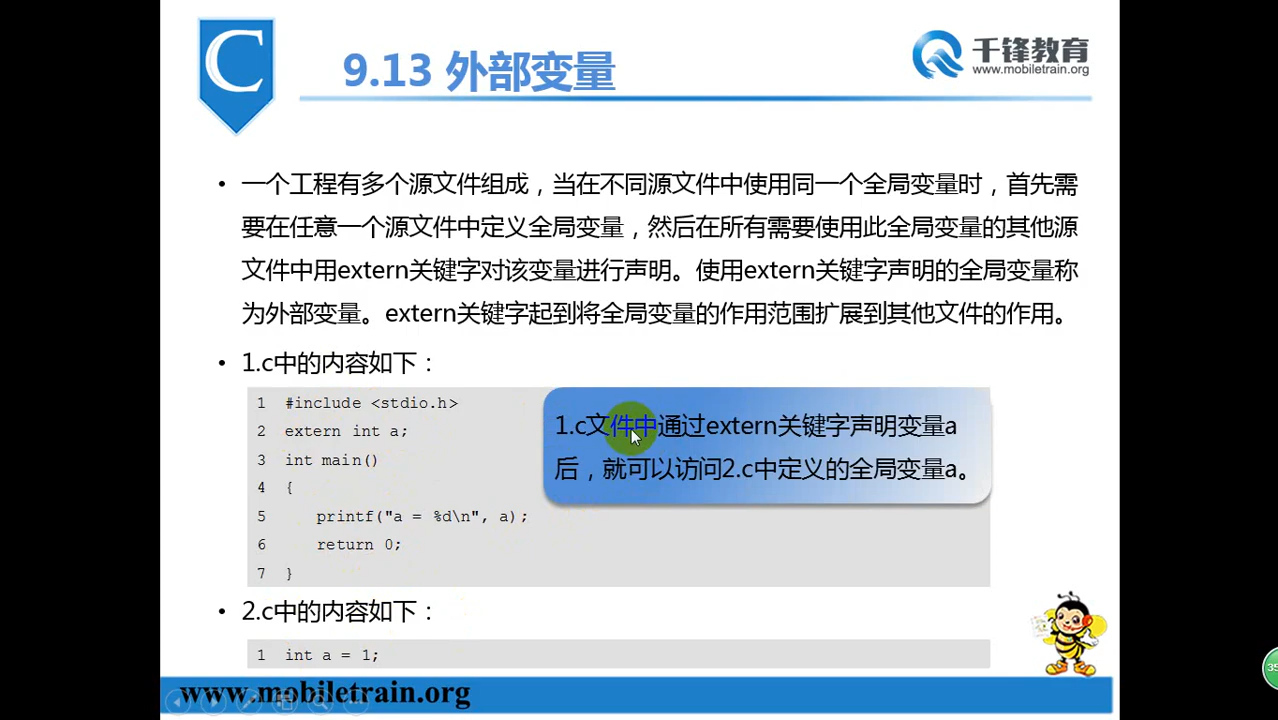 C
9.13 外部变量
千锋教育
www.mobiletrain.org
• 一个工程有多个源文件组成，当在不同源文件中使用同一个全局变量时，首先需
要在任意一个源文件中定义全局变量，然后在所有需要使用此全局变量的其他源
文件中用extern关键字对该变量进行声明。使用extern关键字声明的全局变量称
为外部变量。extern关键字起到将全局变量的作用范围扩展到其他文件的作用。
• 1.c中的内容如下：
1 #include <stdio.h>
2 extern int a;
3 int main()
4 {
5 printf("a = %d\n", a);
6 return 0;
7 }
1.c文件中通过extern关键字声明变量a
后，就可以访问2.c中定义的全局变量a。
• 2.c中的内容如下：
1 int a = 1;
www.mobiletrain.org
35